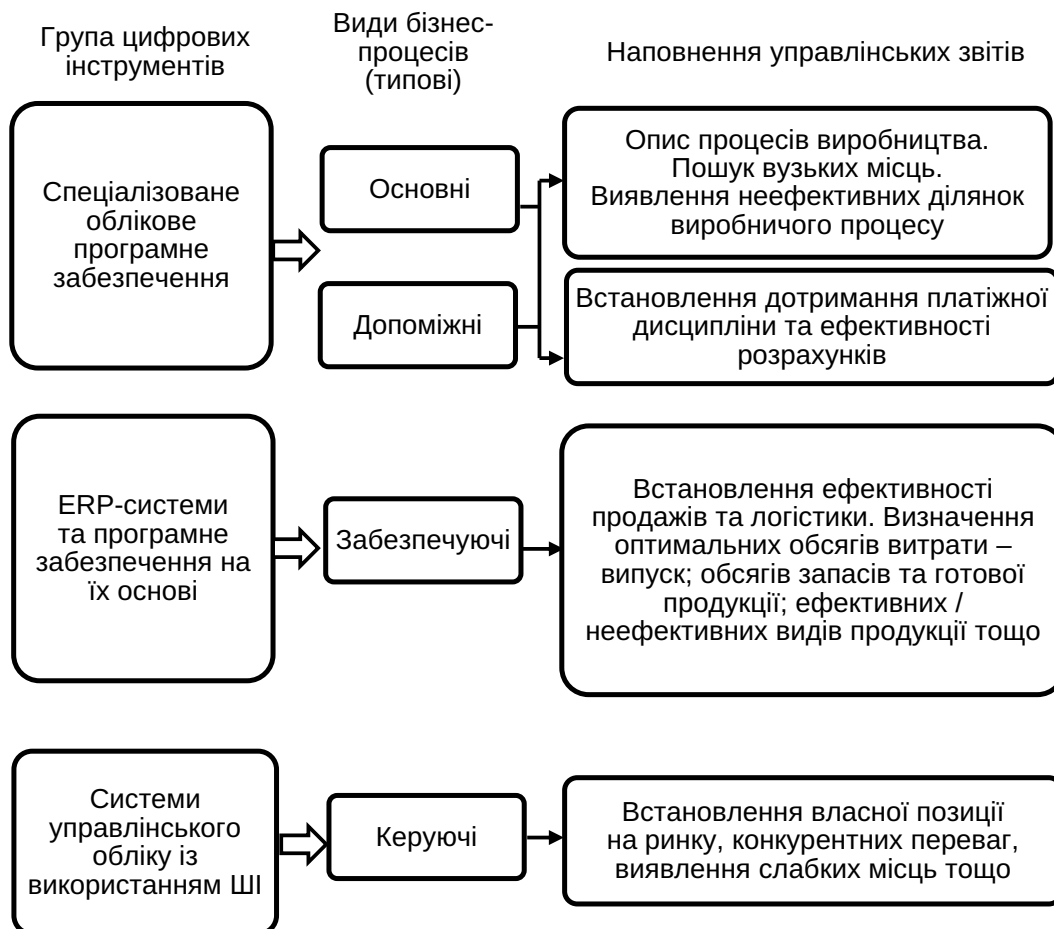 Група цифрових
інструментів
Види бізнес-
процесів
(типові)
Наповнення управлінських звітів
Спеціалізоване
облікове
програмне
забезпечення
Основні
Допоміжні
Опис процесів виробництва.
Пошук вузьких місць.
Виявлення неефективних ділянок
виробничого процесу
Встановлення дотримання платіжної
дисципліни та ефективності
розрахунків
ERP-системи
та програмне
забезпечення на
їх основі
Забезпечуючі
Встановлення ефективності
продажів та логістики. Визначення
оптимальних обсягів витрати –
випуск; обсягів запасів та готової
продукції; ефективних /
неефективних видів продукції тощо
Системи
управлінського
обліку із
використанням ШІ
Керуючі
Встановлення власної позиції
на ринку, конкурентних переваг,
виявлення слабких місць тощо